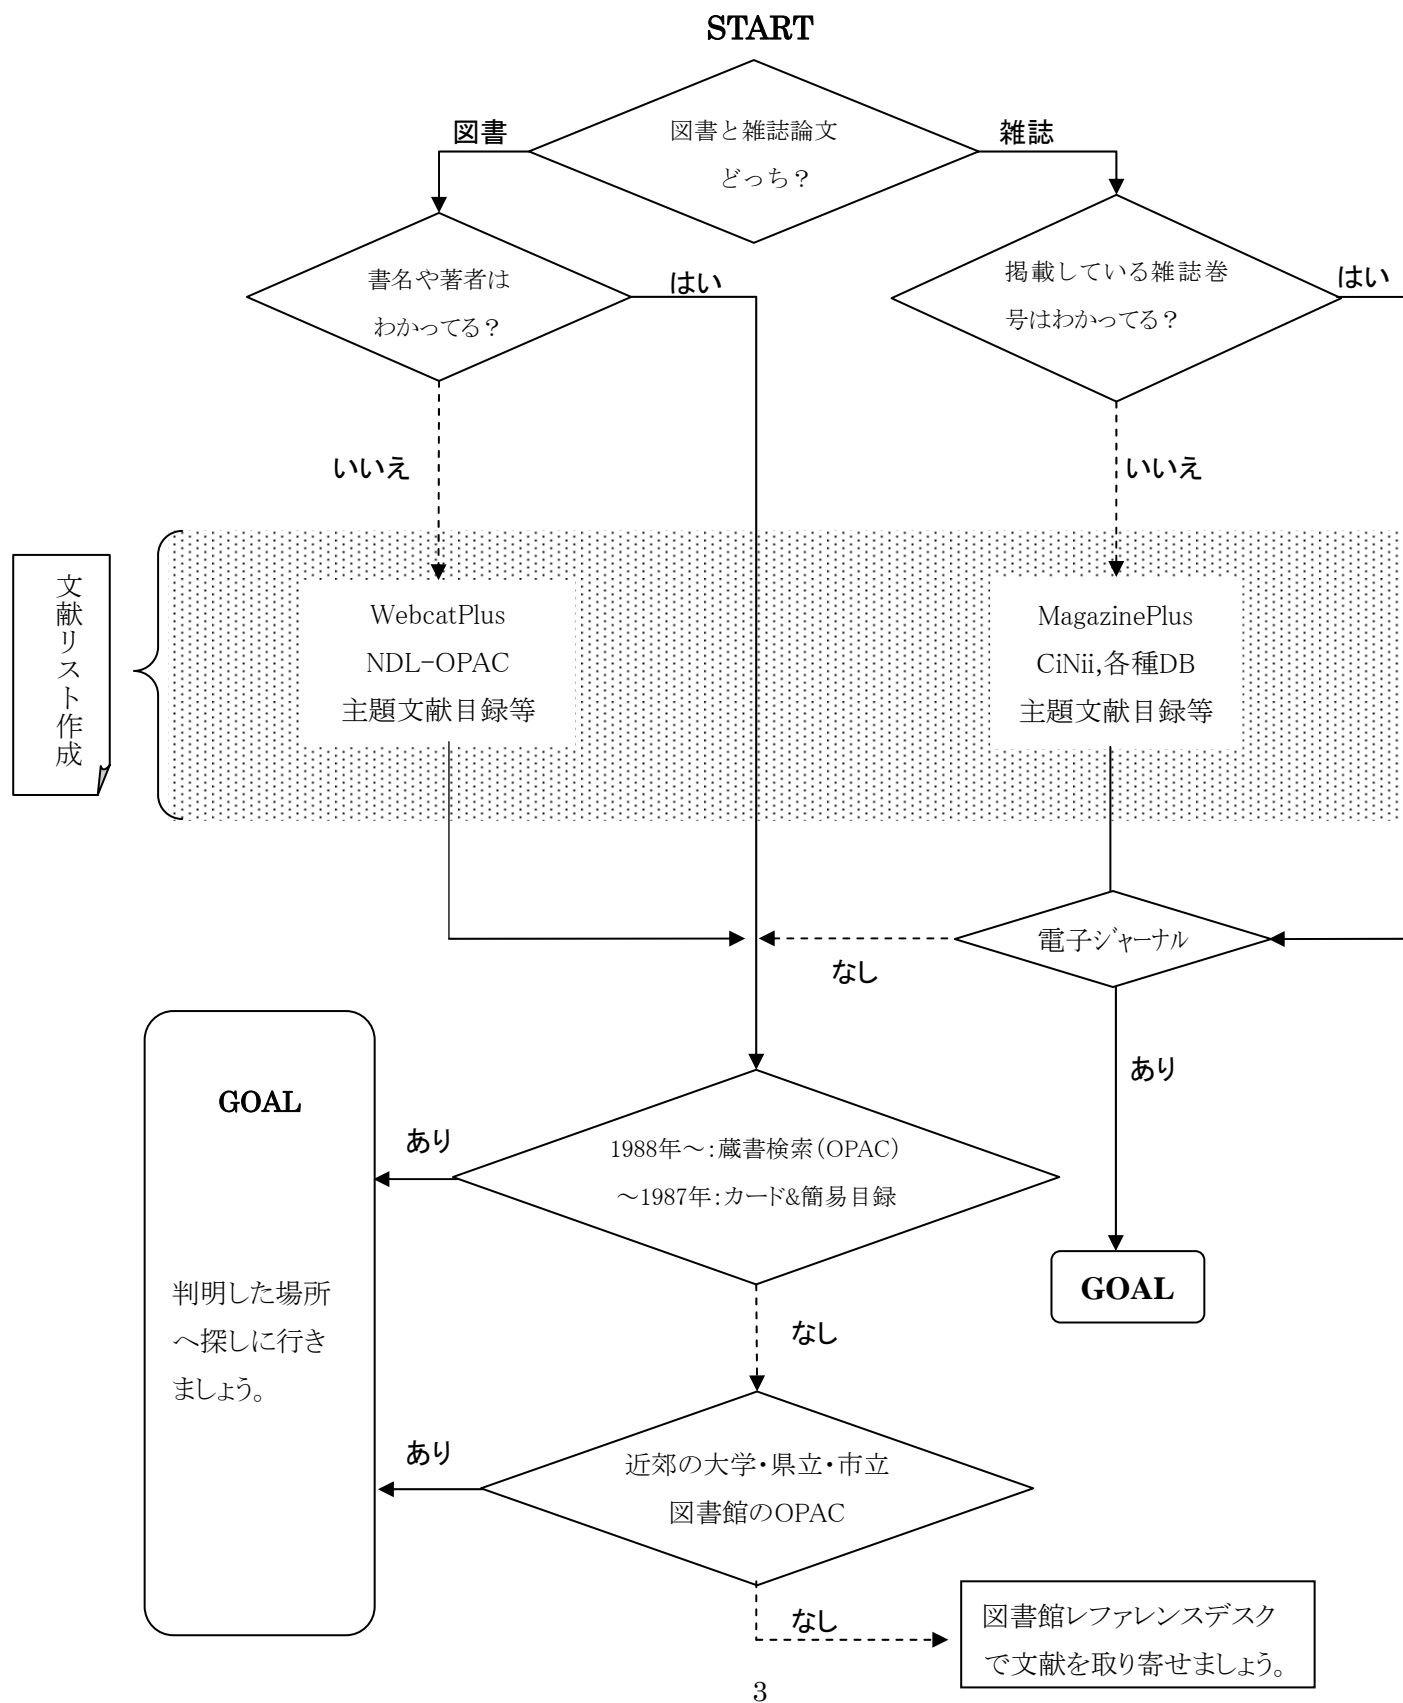 START
図書
図書と雑誌論文
どっち？
雑誌
書名や著者は
わかってる？
はい
掲載している雑誌巻
号はわかってる？
はい
いいえ
いいえ
文献リスト作成
WebcatPlus
NDL-OPAC
主題文献目録等
MagazinePlus
CiNii,各種DB
主題文献目録等
電子ジャーナル
なし
あり
GOAL
判明した場所
へ探しに行き
ましょう。
あり
1988年～：蔵書検索（OPAC）
～1987年：カード&簡易目録
GOAL
なし
あり
近郊の大学・県立・市立
図書館のOPAC
なし
図書館レファレンスデスク
で文献を取り寄せましょう。
3